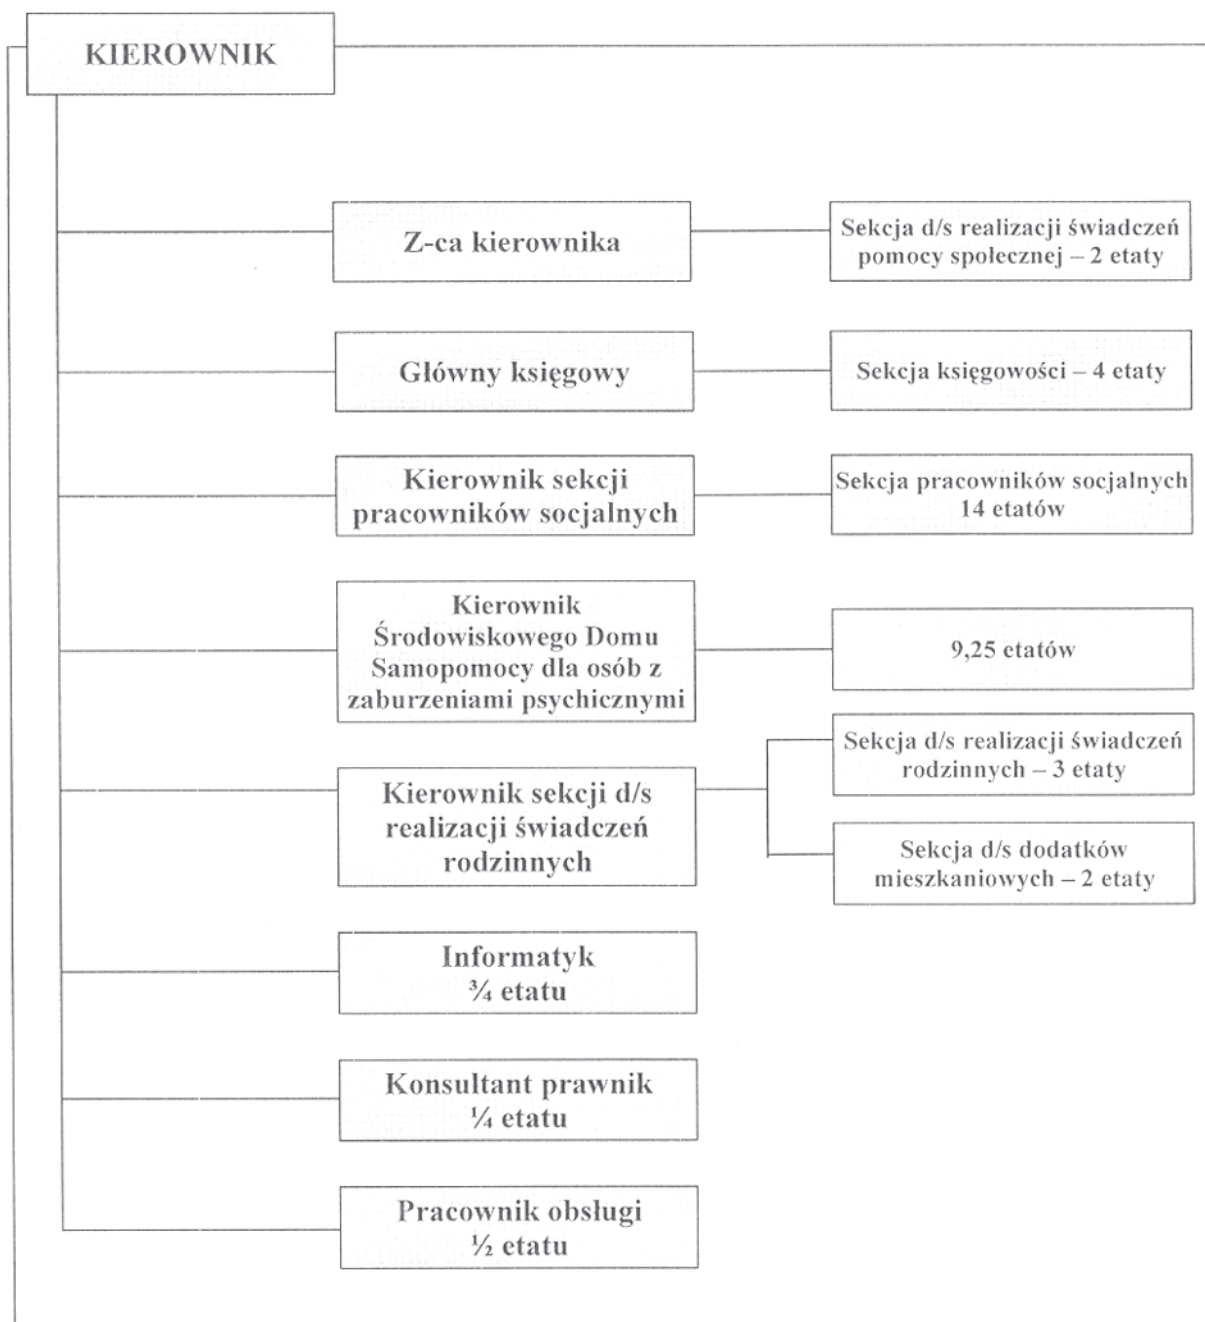 KIEROWNIK
Z-ca kierownika
Sekcja d/s realizacji świadczeń
pomocy społecznej – 2 etaty
Główny księgowy
Sekcja księgowości – 4 etaty
Kierownik sekcji
pracowników socjalnych
Sekcja pracowników socjalnych
14 etatów
Kierownik
Środowiskowego Domu
Samopomocy dla osób z
zaburzeniami psychicznymi
9,25 etatów
Kierownik sekcji d/s
realizacji świadczeń
rodzinnych
Sekcja d/s realizacji świadczeń
rodzinnych – 3 etaty
Sekcja d/s dodatków
mieszkaniowych – 2 etaty
Informatyk
¾ etatu
Konsultant prawnik
¼ etatu
Pracownik obsługi
½ etatu